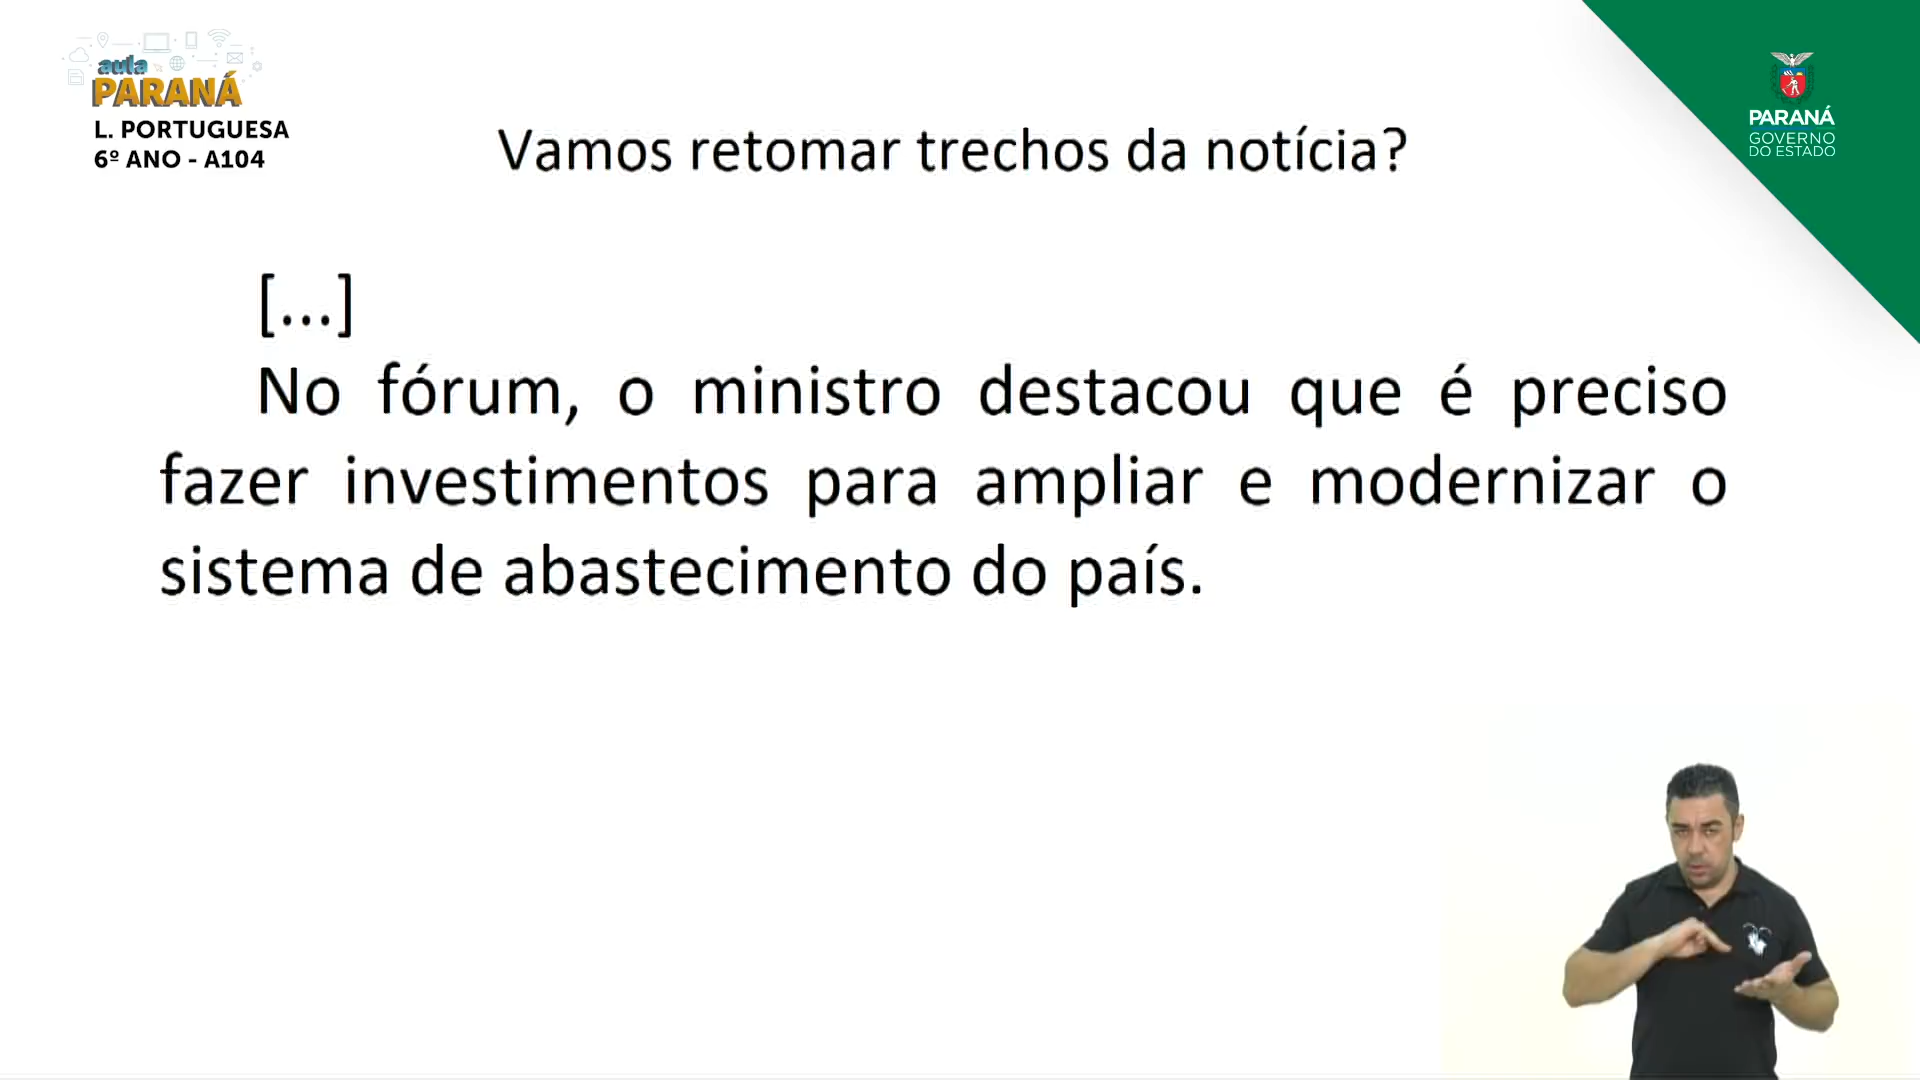 aula
PARANÁ
L. PORTUGUESA
6º ANO - A104
PARANÁ
GOVERNO
DO ESTADO
Vamos retomar trechos da notícia?
[...]
No fórum, o ministro destacou que é preciso
fazer investimentos para ampliar e modernizar o
sistema de abastecimento do país.